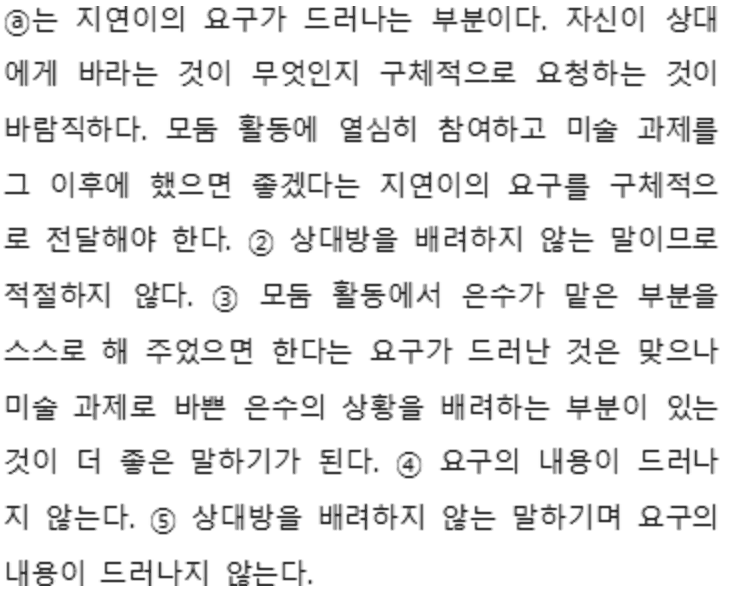 ⓐ는 지연이의 요구가 드러나는 부분이다. 자신이 상대
에게 바라는 것이 무엇인지 구체적으로 요청하는 것이
바람직하다. 모둠 활동에 열심히 참여하고 미술 과제를
그 이후에 했으면 좋겠다는 지연이의 요구를 구체적으
로 전달해야 한다. ② 상대방을 배려하지 않는 말이므로
적절하지 않다. ③ 모둠 활동에서 은수가 맡은 부분을
스스로 해 주었으면 한다는 요구가 드러난 것은 맞으나
미술 과제로 바쁜 은수의 상황을 배려하는 부분이 있는
것이 더 좋은 말하기가 된다. ④ 요구의 내용이 드러나
지 않는다. ⑤ 상대방을 배려하지 않는 말하기며 요구의
내용이 드러나지 않는다.